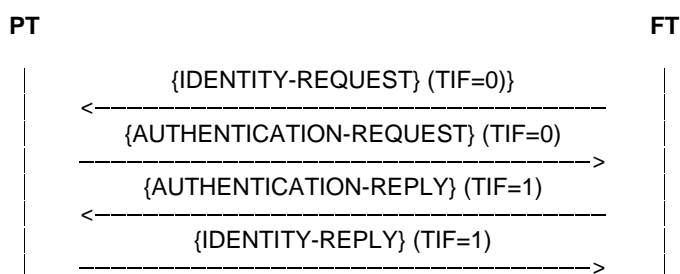 PT FT
{IDENTITY-REQUEST} (TIF=0)}
{AUTHENTICATION-REQUEST} (TIF=0)
{AUTHENTICATION-REPLY} (TIF=1)
{IDENTITY-REPLY} (TIF=1)